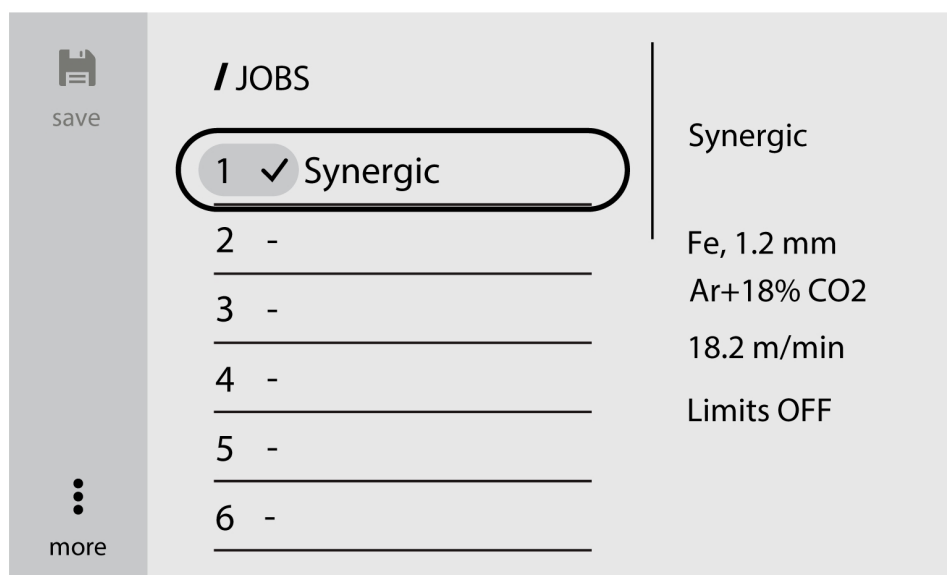 save
/ JOBS
1 ✓ Synergic
2 -
3 -
4 -
5 -
6 -
more
Synergic
Fe, 1.2 mm
Ar+18% CO2
18.2 m/min
Limits OFF